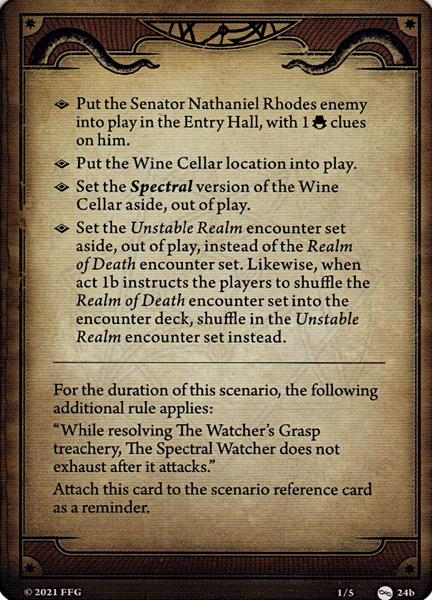 Put the Senator Nathaniel Rhodes enemy
into play in the Entry Hall, with 1 clues
on him.
Put the Wine Cellar location into play.
Set the Spectral version of the Wine
Cellar aside, out of play.
Set the Unstable Realm encounter set
aside, out of play, instead of the Realm
of Death encounter set. Likewise, when
act 1b instructs the players to shuffle the
Realm of Death encounter set into the
encounter deck, shuffle in the Unstable
Realm encounter set instead.
For the duration of this scenario, the following
additional rule applies:
“While resolving The Watcher’s Grasp
treachery, The Spectral Watcher does not
exhaust after it attacks.”
Attach this card to the scenario reference card
as a reminder.
© 2021 FFG 1/5 24b